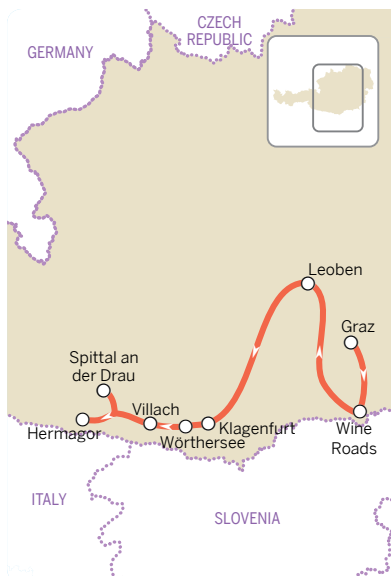 CZECH
REPUBLIC
GERMANY
Leoben
Graz
Spittal an
der Drau
Villach
Klagenfurt
Hermagor
Wörthersee
Wine
Roads
ITALY
SLOVENIA